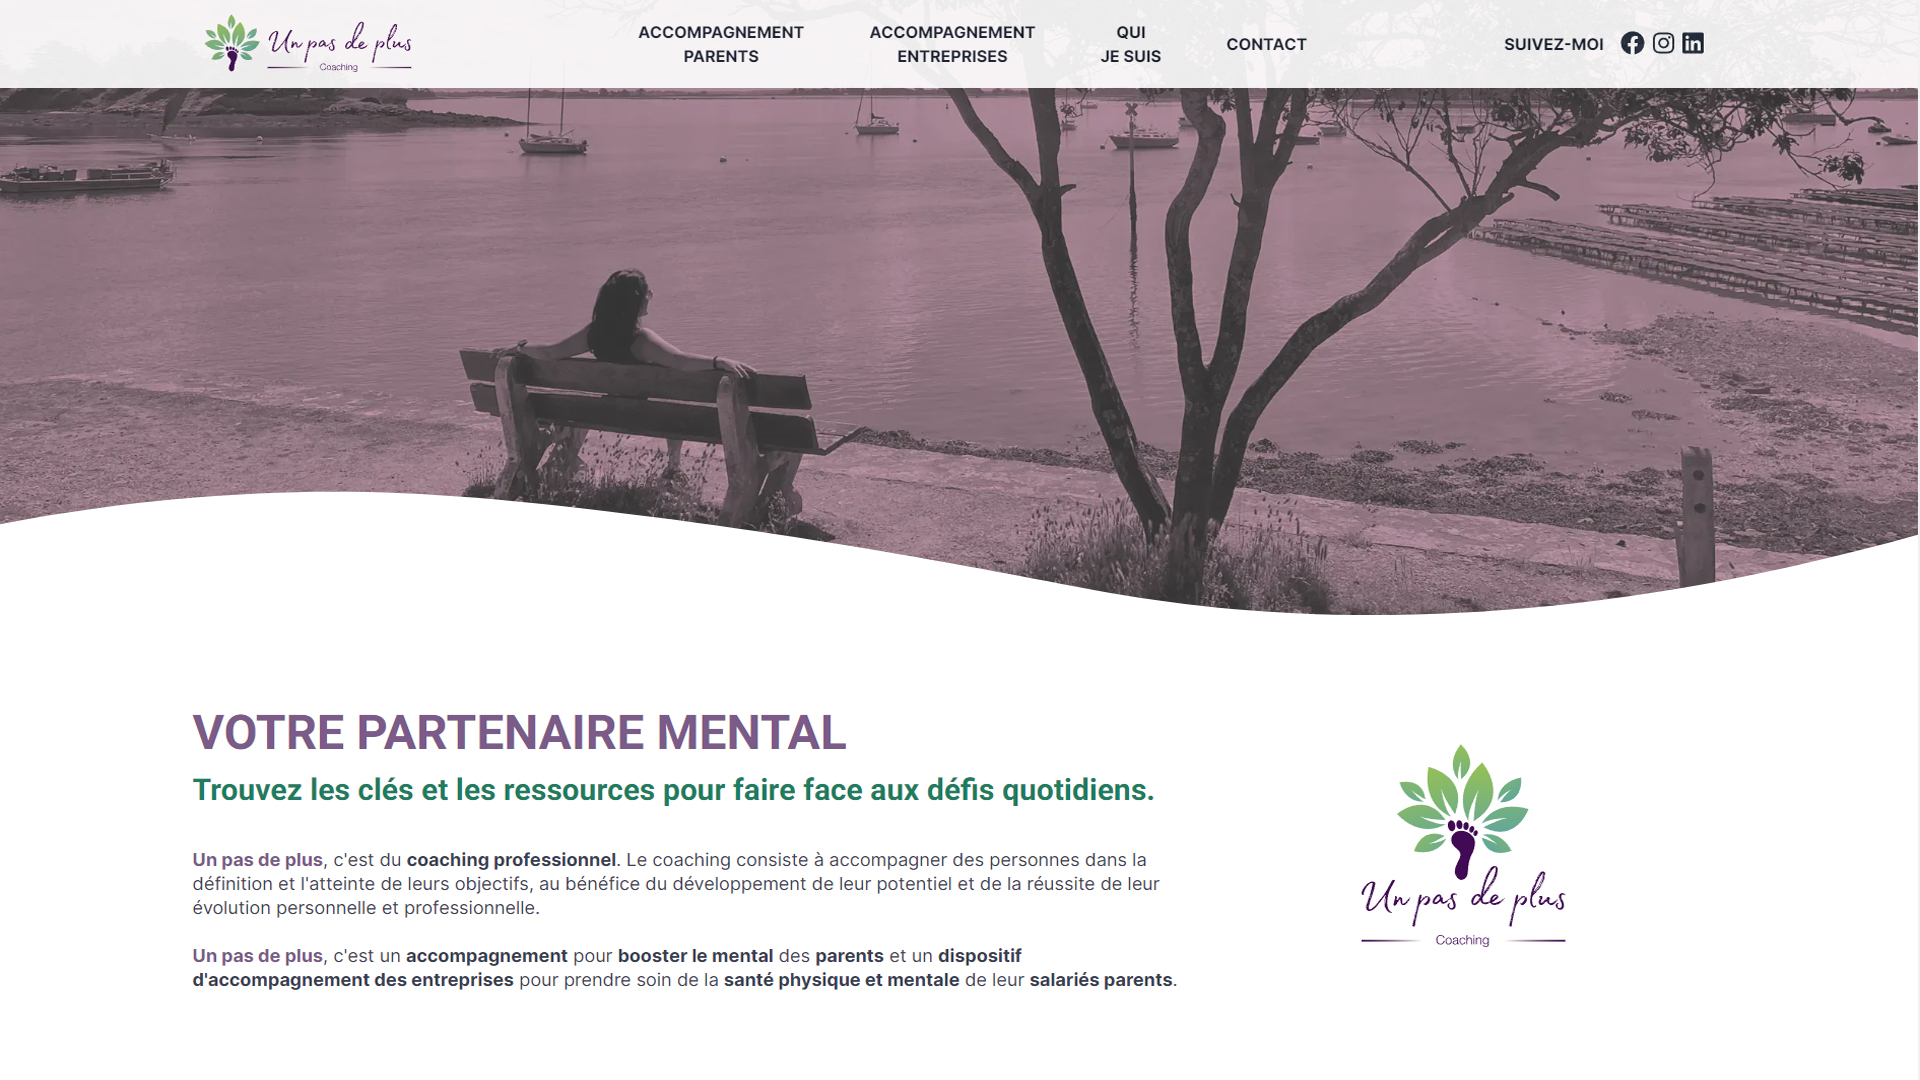 Un pas de plus
Coaching
ACCOMPAGNEMENT
PARENTS
ACCOMPAGNEMENT
ENTREPRISES
QUI
JE SUIS
CONTACT
SUIVEZ-MOI
VOTRE PARTENAIRE MENTAL
Trouvez les clés et les ressources pour faire face aux défis quotidiens.
Un pas de plus, c'est du coaching professionnel. Le coaching consiste à accompagner des personnes dans la
définition et l'atteinte de leurs objectifs, au bénéfice du développement de leur potentiel et de la réussite de leur
évolution personnelle et professionnelle.
Un pas de plus, c'est un accompagnement pour booster le mental des parents et un dispositif
d'accompagnement des entreprises pour prendre soin de la santé physique et mentale de leur salariés parents.
Un pas de plus
Coaching